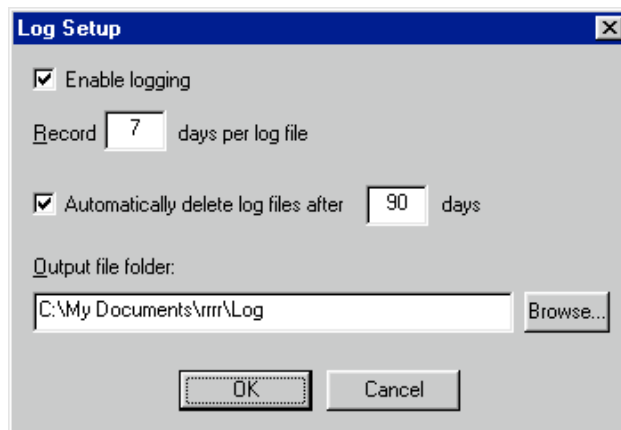 Log Setup
Enable logging
Record 7 days per log file
Automatically delete log files after 90 days
Output file folder:
C:\My Documents\rrrr\Log Browse...
OK Cancel